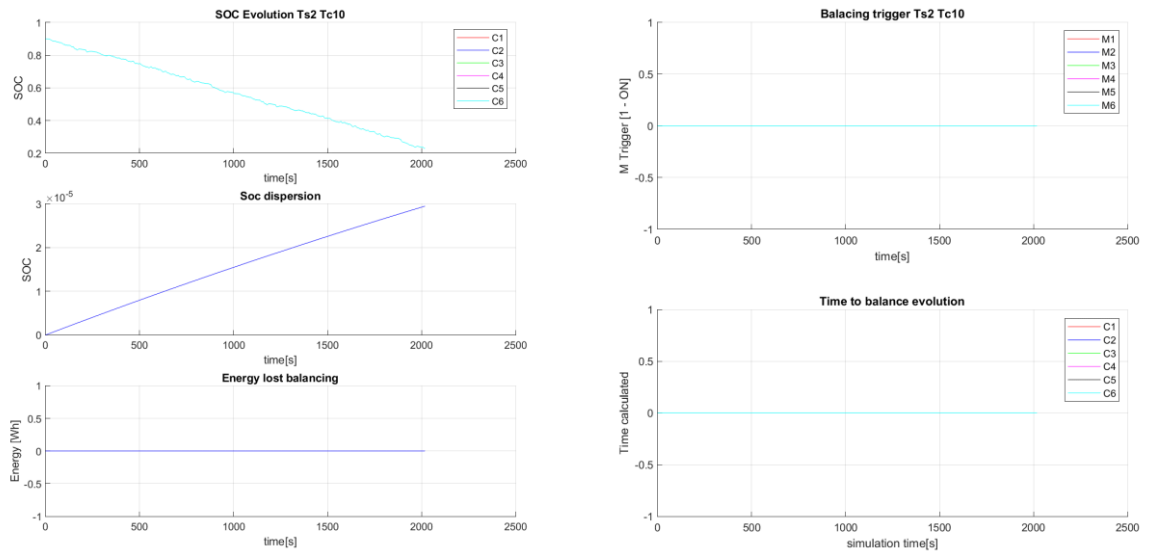 SOC Evolution Ts2 Tc10
1
0.8
0.6
0.4
0.2
SOC
0 500 1000 1500 2000 2500
time[s]
C1
C2
C3
C4
C5
C6
×10-5
Soc dispersion
3
2
1
0
SOC
0 500 1000 1500 2000 2500
time[s]
Energy lost balancing
1
0.5
0
-0.5
-1
Energy [Wh]
0 500 1000 1500 2000 2500
time[s]
Balacing trigger Ts2 Tc10
1
0.5
0
-0.5
-1
M Trigger [1 - ON]
0 500 1000 1500 2000 2500
time[s]
M1
M2
M3
M4
M5
M6
Time to balance evolution
1
0.5
0
-0.5
-1
Time calculated
0 500 1000 1500 2000 2500
simulation time[s]
C1
C2
C3
C4
C5
C6